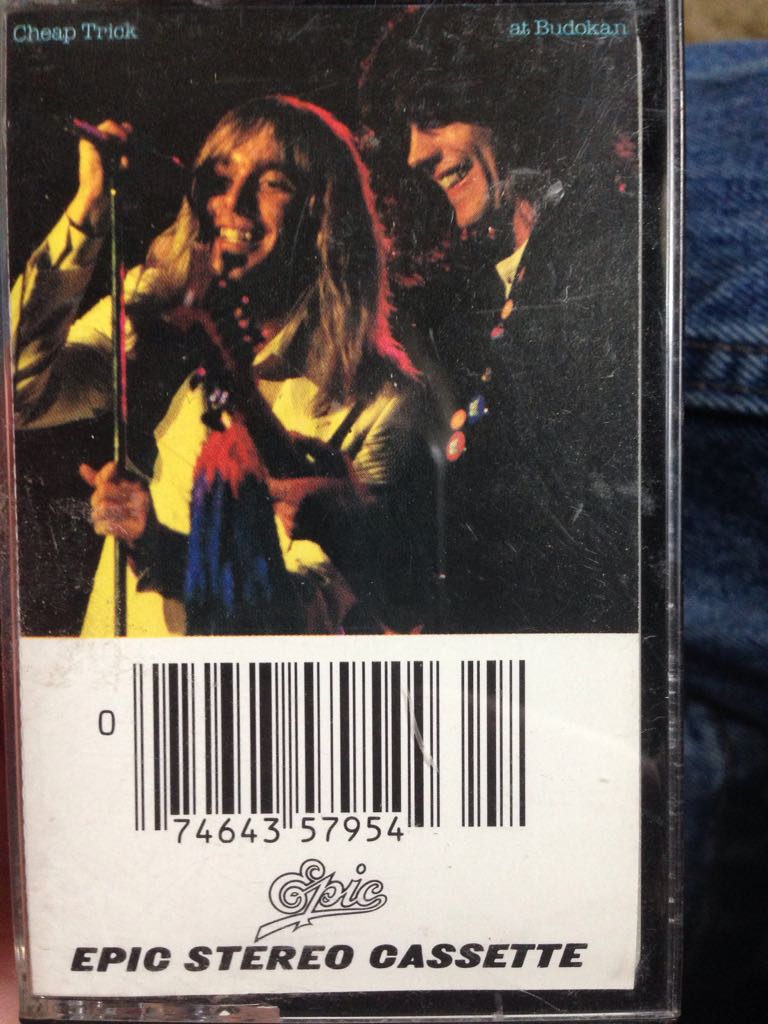 Cheap Trick at Budokan
0
74643 57954
Epic
EPIC STEREO CASSETTE